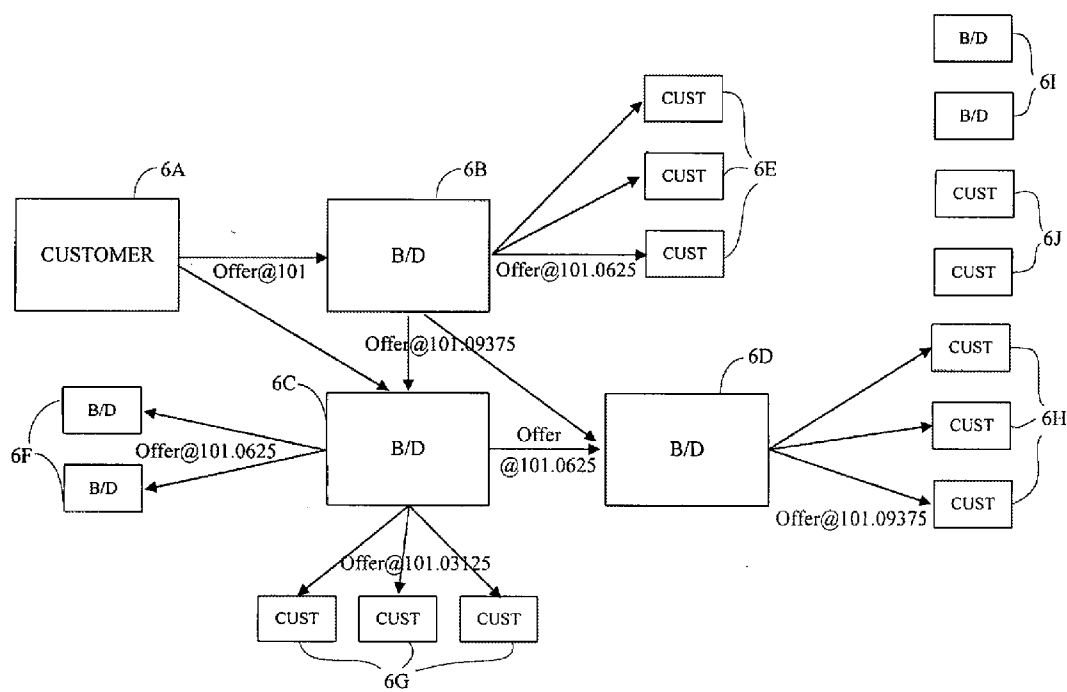 B/D
6I
B/D
CUST
6A
6B
CUST
6E
CUST
CUSTOMER
Offer@101
B/D
CUST
Offer@101.0625
6J
CUST
Offer@101.09375
6D
CUST
6C
B/D
Offer@101.0625
6F
B/D
B/D
Offer
@101.0625
B/D
CUST
6H
CUST
Offer@101.09375
Offer@101.03125
CUST
CUST
CUST
6G